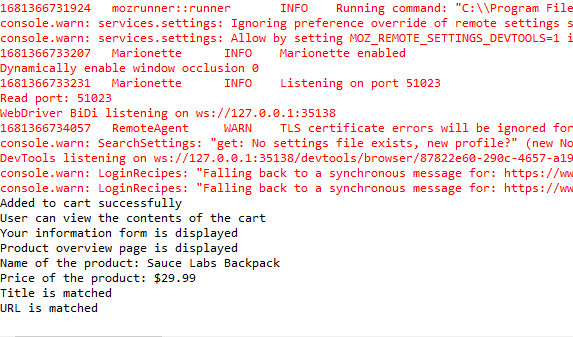 1681366731924 mozrunner::runner INFO Running command: "C:\\Program File
console.warn: services.settings: Ignoring preference override of remote settings s
console.warn: services.settings: Allow by setting MOZ_REMOTE_SETTINGS_DEVTOOLS=1 i
1681366733207 Marionette INFO Marionette enabled
Dynamically enable window occlusion 0
1681366733231 Marionette INFO Listening on port 51023
Read port: 51023
WebDriver BiDi listening on ws://127.0.0.1:35138
1681366734057 RemoteAgent WARN TLS certificate errors will be ignored for
console.warn: SearchSettings: "get: No settings file exists, new profile?" (new No
DevTools listening on ws://127.0.0.1:35138/devtools/browser/87822e60-290c-4657-a19
console.warn: LoginRecipes: "Falling back to a synchronous message for: https://ww
console.warn: LoginRecipes: "Falling back to a synchronous message for: https://ww
Added to cart successfully
User can view the contents of the cart
Your information form is displayed
Product overview page is displayed
Name of the product: Sauce Labs Backpack
Price of the product: $29.99
Title is matched
URL is matched